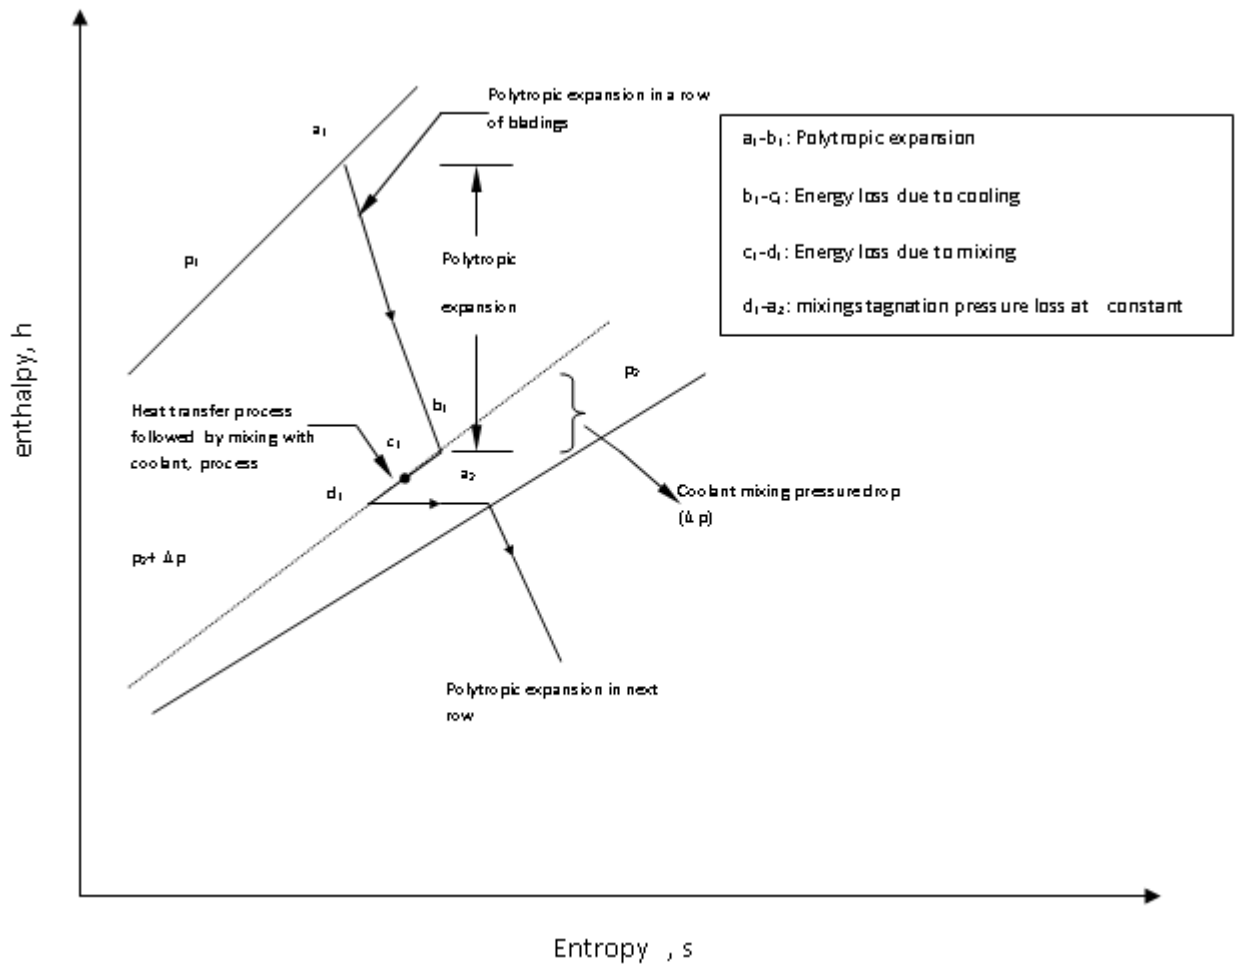 Polytropic expansion in a row
of bladings
a₁
a₁-b₁: Polytropic expansion
b₁-c₁: Energy loss due to cooling
c₁-d₁: Energy loss due to mixing
d₁-a₂: mixingstagnation pressure loss at constant
p₁
Polytropic
expansion
enthalpy, h
p₂
b₁
Heat transfer process
followed by mixing with
coolant, process
c₁
a₂
d₁
Coolant mixing pressure drop
(Δp)
p₂+ Δp
Polytropic expansion in next
row
Entropy , s